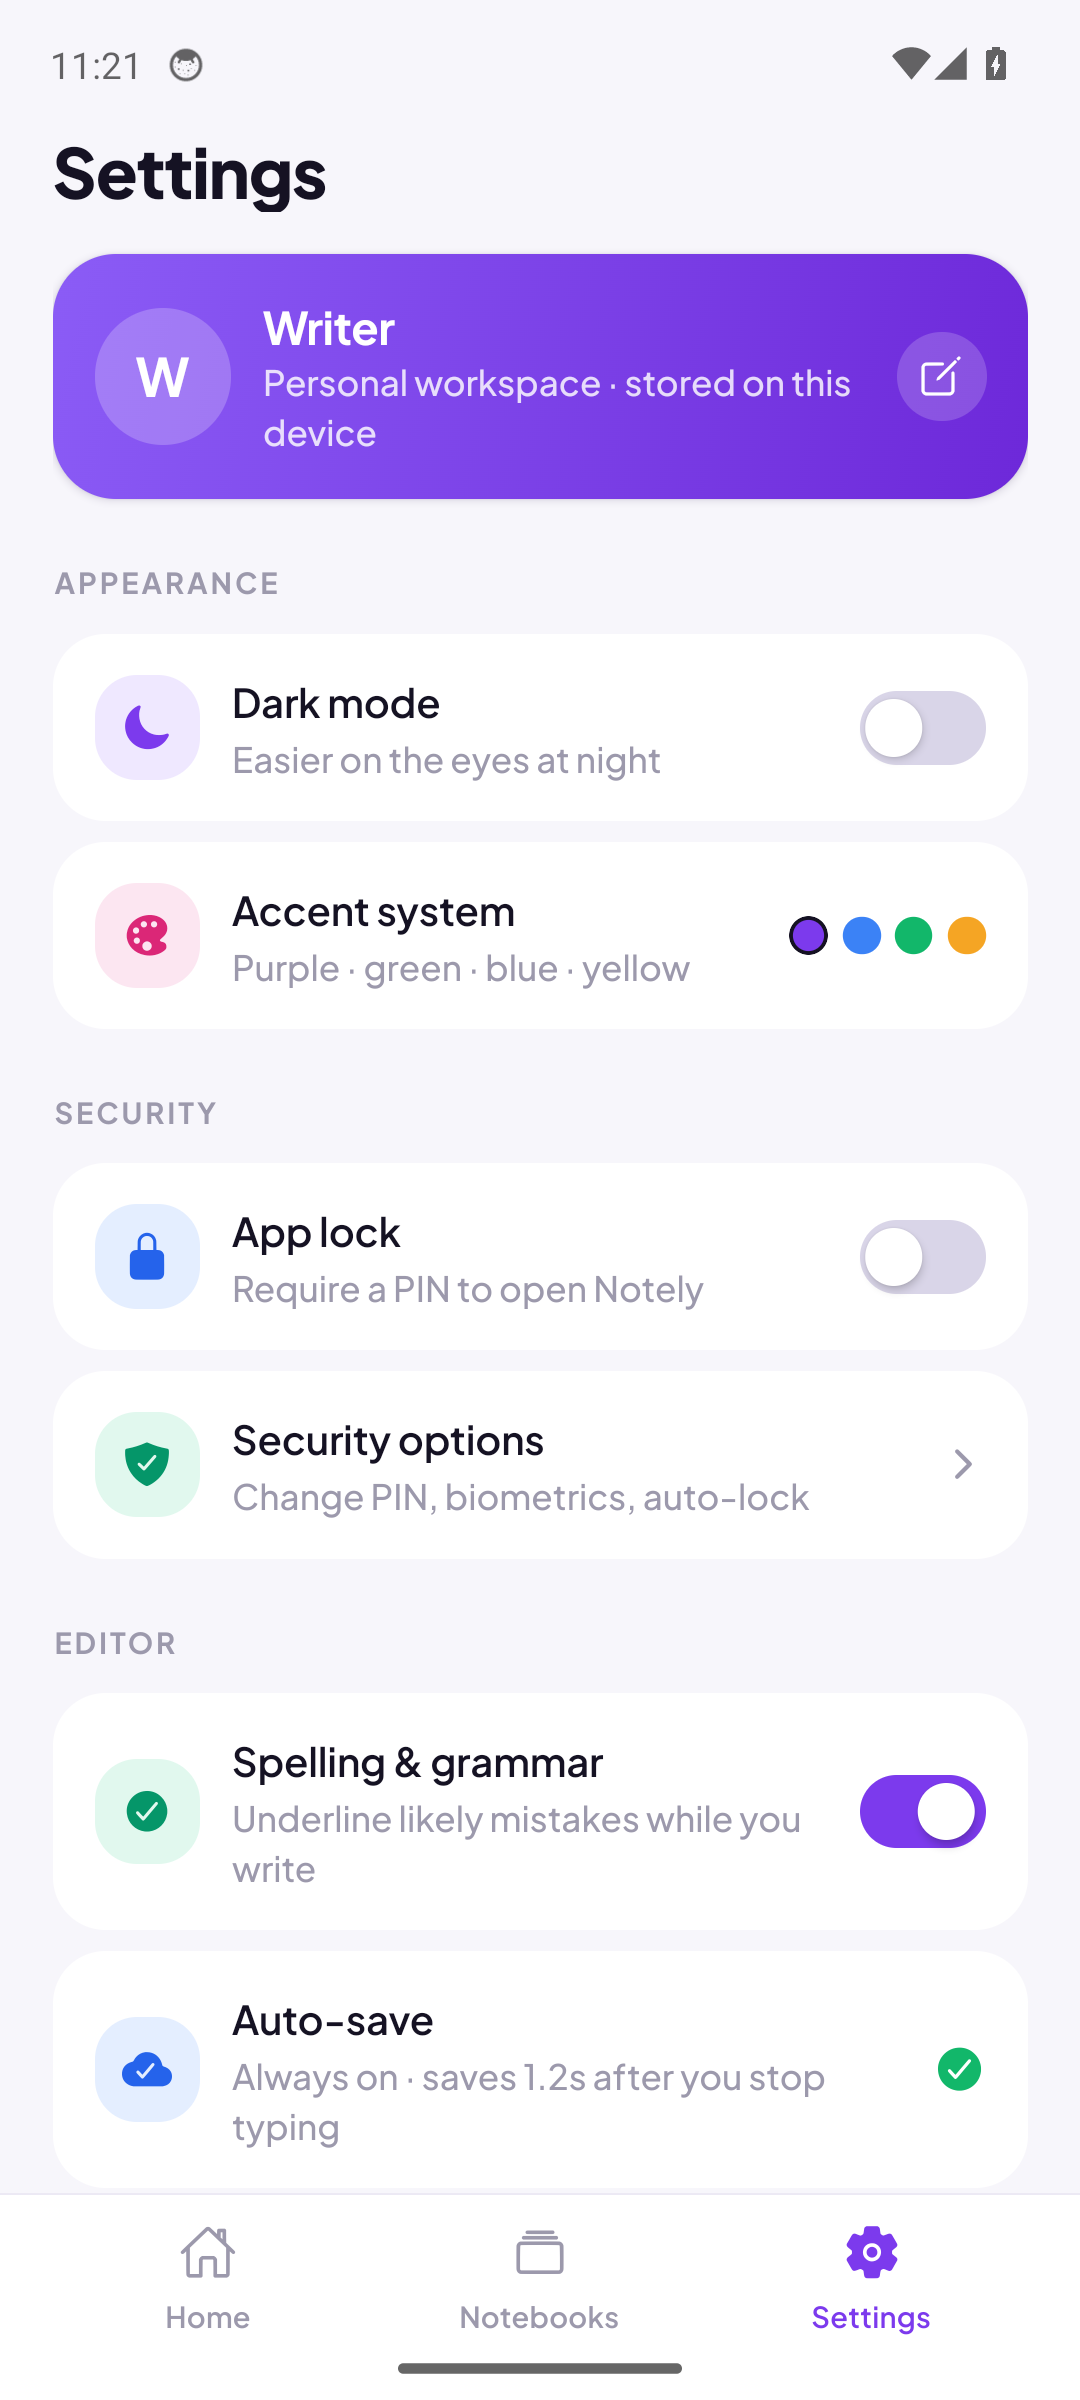 11:21
Settings
W
Writer
Personal workspace · stored on this
device
APPEARANCE
Dark mode
Easier on the eyes at night
Accent system
Purple · green · blue · yellow
SECURITY
App lock
Require a PIN to open Notely
Security options
Change PIN, biometrics, auto-lock
EDITOR
Spelling & grammar
Underline likely mistakes while you
write
Auto-save
Always on · saves 1.2s after you stop
typing
Home
Notebooks
Settings